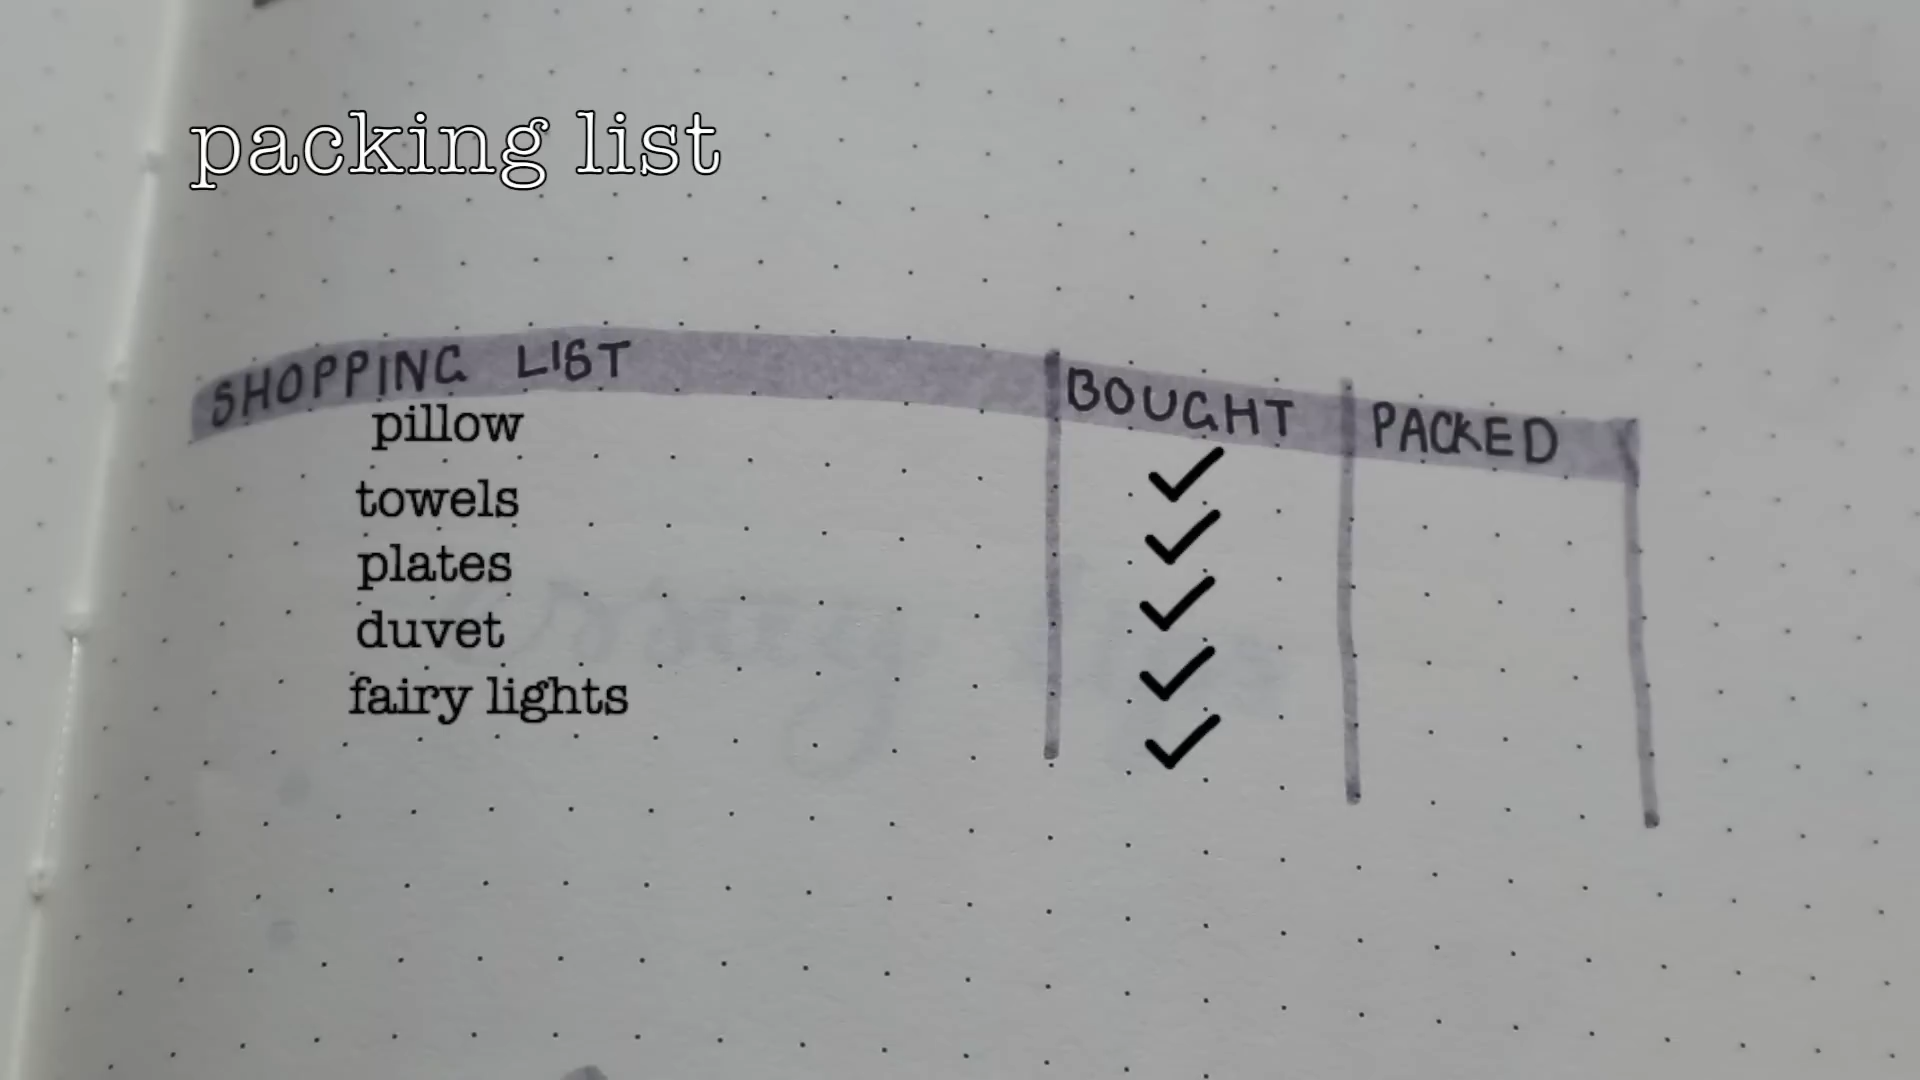 packing list
SHOPPING LIST BOUGHT PACKED
pillow ✓
towels ✓
plates ✓
duvet ✓
fairy lights ✓